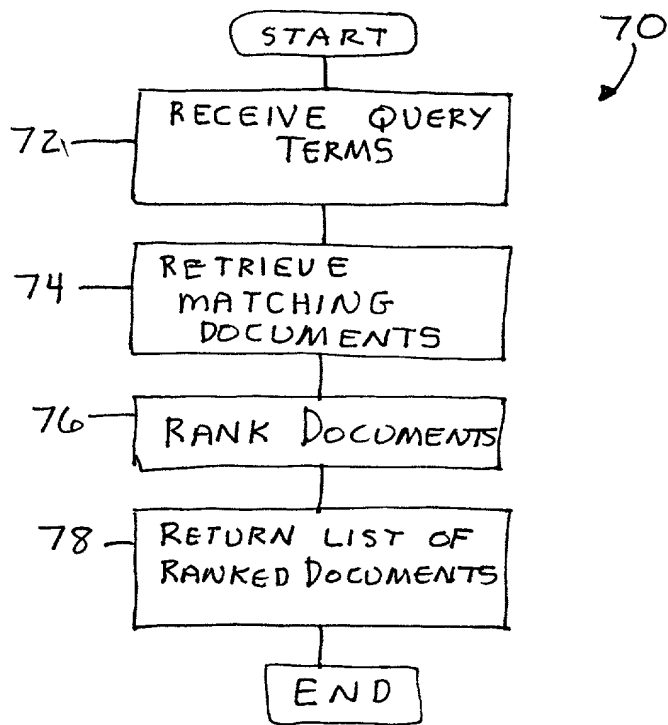 START
70
72
RECEIVE QUERY
TERMS
74
RETRIEVE
MATCHING
DOCUMENTS
76
RANK DOCUMENTS
78
RETURN LIST OF
RANKED DOCUMENTS
END